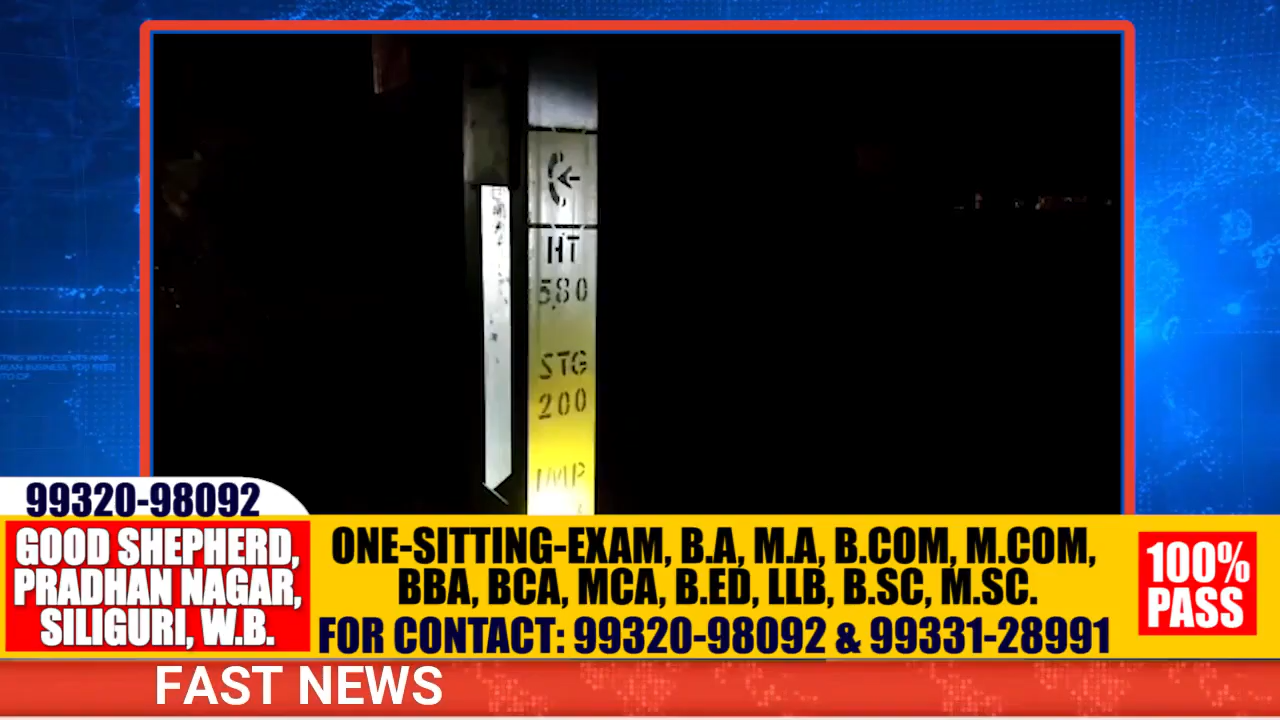 HT
580
STG
200
IMP
99320-98092
GOOD SHEPHERD,
PRADHAN NAGAR,
SILIGURI, W.B.
ONE-SITTING-EXAM, B.A, M.A, B.COM, M.COM,
BBA, BCA, MCA, B.ED, LLB, B.SC, M.SC.
FOR CONTACT: 99320-98092 & 99331-28991
100%
PASS
FAST NEWS